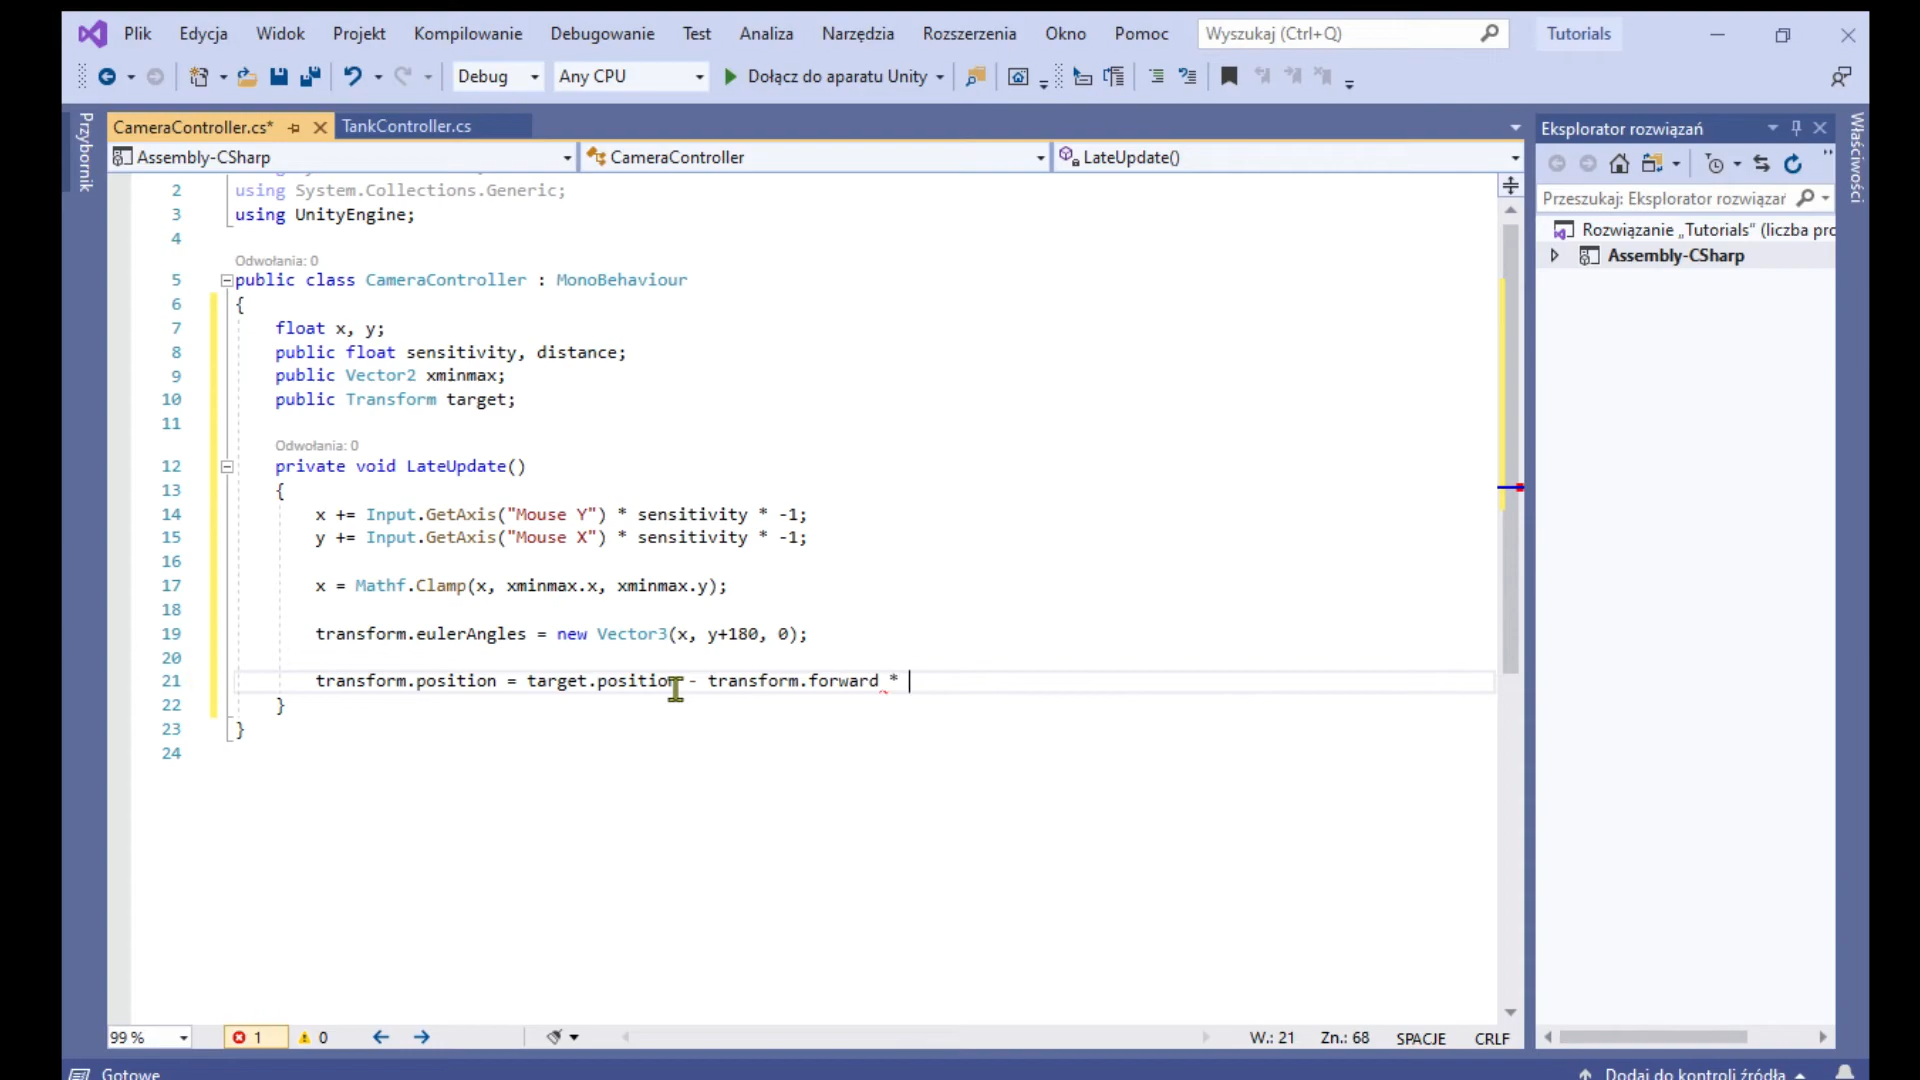 Plik Edycja Widok Projekt Kompilowanie Debugowanie Test Analiza Narzędzia Rozszerzenia Okno Pomoc Wyszukaj (Ctrl+Q) Tutorials
Debug Any CPU Dołącz do aparatu Unity
Przybornik
CameraController.cs* TankController.cs
Assembly-CSharp CameraController LateUpdate()
2 using System.Collections.Generic;
3 using UnityEngine;
4
Odwołania: 0
5 public class CameraController : MonoBehaviour
6 {
7 float x, y;
8 public float sensitivity, distance;
9 public Vector2 xminmax;
10 public Transform target;
11
Odwołania: 0
12 private void LateUpdate()
13 {
14 x += Input.GetAxis("Mouse Y") * sensitivity * -1;
15 y += Input.GetAxis("Mouse X") * sensitivity * -1;
16
17 x = Mathf.Clamp(x, xminmax.x, xminmax.y);
18
19 transform.eulerAngles = new Vector3(x, y+180, 0);
20
21 transform.position = target.position - transform.forward *
22 }
23 }
24
99 % 1 0 W.: 21 Zn.: 68 SPACJE CRLF
Eksplorator rozwiązań
Przeszukaj: Eksplorator rozwiązar
Rozwiązanie „Tutorials” (liczba pro
Assembly-CSharp
Właściwości
Gotowe Dodaj do kontroli źródła